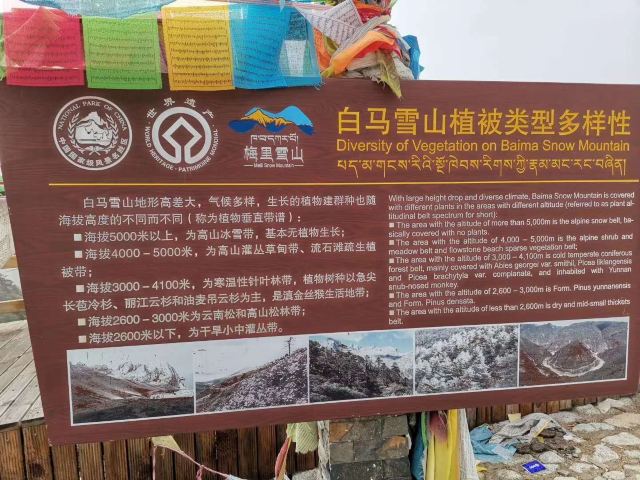 NATIONAL PARK OF CHINA
中国国家级风景名胜区
世界遗产
WORLD HERITAGE · PATRIMOINE MONDIAL
梅里雪山
Meili Snow Mountain
白马雪山植被类型多样性
Diversity of Vegetation on Baima Snow Mountain
白马雪山地形高差大，气候多样，生长的植物建群种也随
海拔高度的不同而不同（称为植物垂直带谱）：
■海拔5000米以上，为高山冰雪带，基本无植物生长；
■海拔4000－5000米，为高山灌丛草甸带、流石滩疏生植
被带；
■海拔3000－4100米，为寒温性针叶林带，植物树种以急尖
长苞冷杉、丽江云杉和油麦吊云杉为主，是滇金丝猴生活地带；
■海拔2600－3000米为云南松和高山松林带；
■海拔2600米以下，为干旱小中灌丛带。
With large height drop and diverse climate, Baima Snow Mountain is covered
with different plants in the areas with different altitude (referred to as plant al-
titudinal belt spectrum for short):
■The area with the altitude of more than 5,000m is the alpine snow belt, ba-
sically covered with no plants.
■The area with the altitude of 4,000 – 5,000m is the alpine shrub and
meadow belt and flowstone beach sparse vegetation belt;
■The area with the altitude of 3,000 – 4,100m is cold temperate coniferous
forest belt, mainly covered with Abies georgei var. smithii, Picea likiangensis
and Picea brachytyla var. complanata, and inhabited with Yunnan
snub-nosed monkey.
■The area with the altitude of 2,600 – 3,000m is Form. Pinus yunnanensis
and Form. Pinus densata.
■The area with the altitude of less than 2,600m is dry and mid-small thickets
belt.